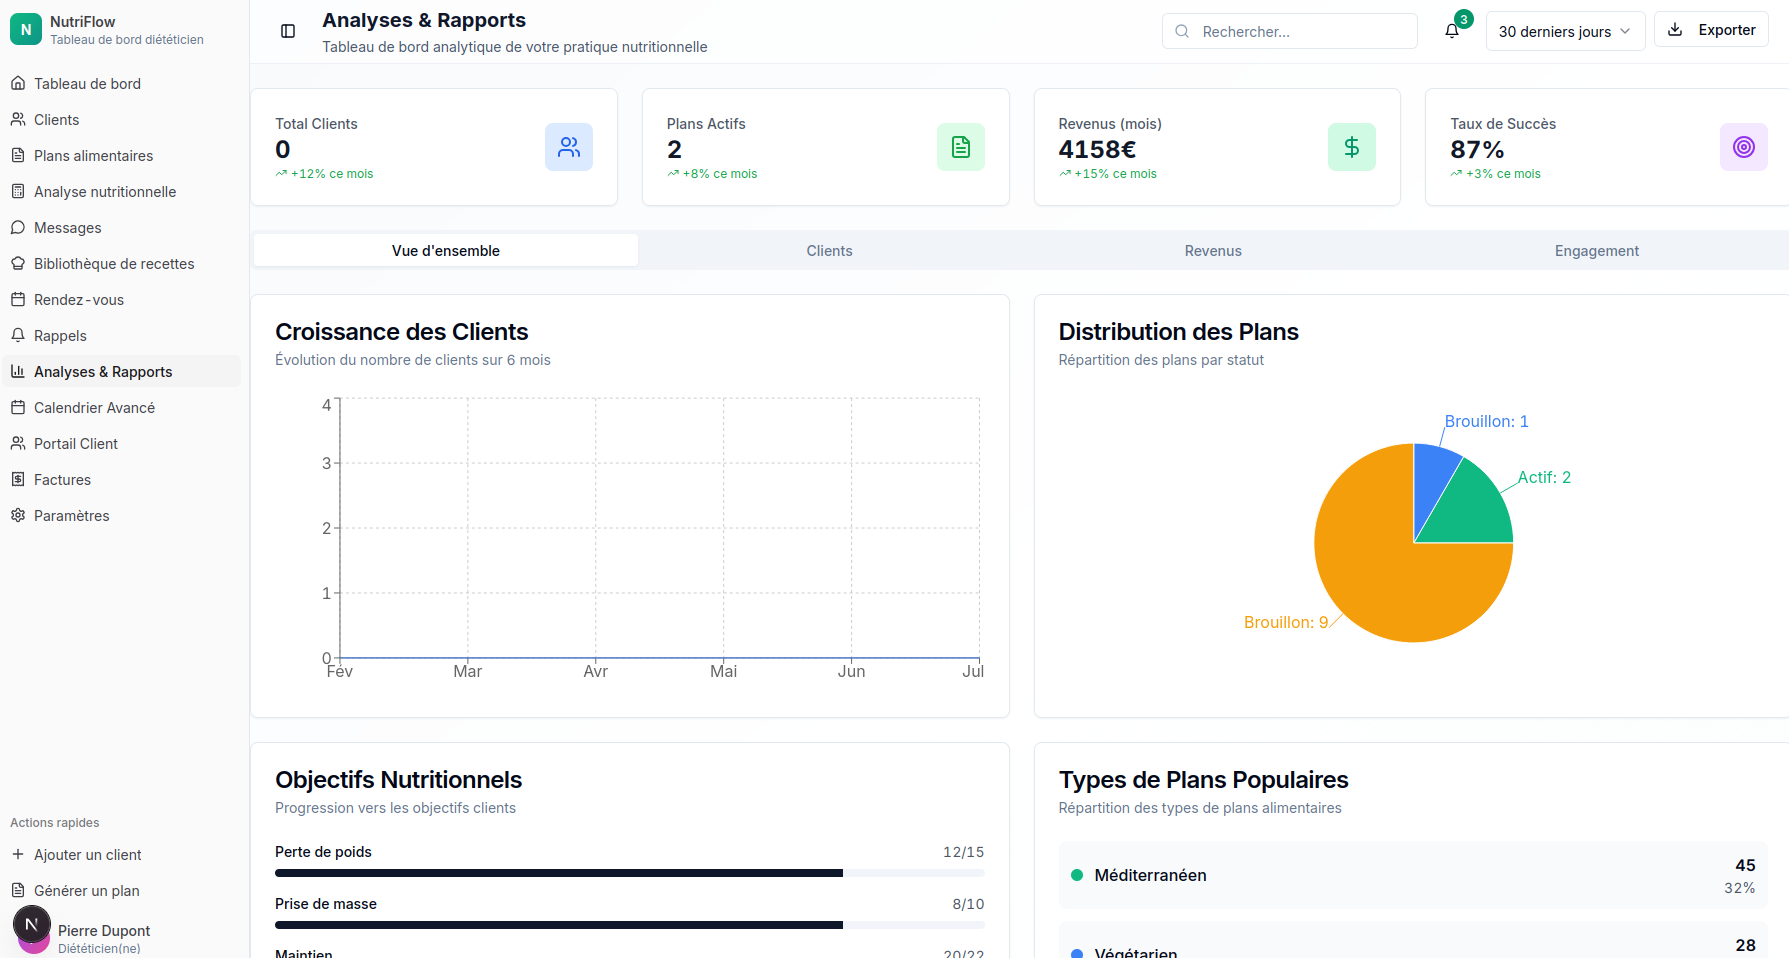 N
NutriFlow
Tableau de bord diététicien
Tableau de bord
Clients
Plans alimentaires
Analyse nutritionnelle
Messages
Bibliothèque de recettes
Rendez-vous
Rappels
Analyses & Rapports
Calendrier Avancé
Portail Client
Factures
Paramètres
Actions rapides
Ajouter un client
Générer un plan
N
Pierre Dupont
Diététicien(ne)
Analyses & Rapports
Tableau de bord analytique de votre pratique nutritionnelle
Rechercher...
3
30 derniers jours
Exporter
Total Clients
0
+12% ce mois
Plans Actifs
2
+8% ce mois
Revenus (mois)
4158€
+15% ce mois
Taux de Succès
87%
+3% ce mois
Vue d'ensemble
Clients
Revenus
Engagement
Croissance des Clients
Évolution du nombre de clients sur 6 mois
4
3
2
1
0
Fév Mar Avr Mai Jun Jul
Distribution des Plans
Répartition des plans par statut
Brouillon: 1
Actif: 2
Brouillon: 9
Objectifs Nutritionnels
Progression vers les objectifs clients
Perte de poids 12/15
Prise de masse 8/10
Maintien 20/22
Types de Plans Populaires
Répartition des types de plans alimentaires
Méditerranéen
45
32%
Végétarien
28